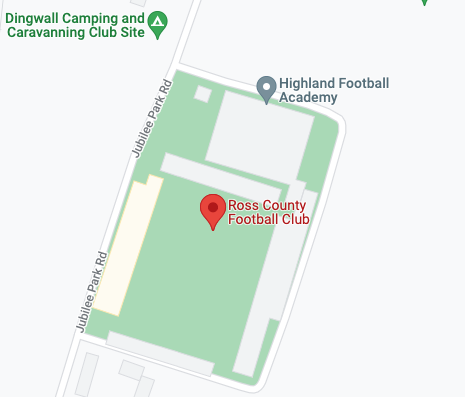 Dingwall Camping and
Caravanning Club Site
Jubilee Park Rd
Highland Football
Academy
Ross County
Football Club
Jubilee Park Rd